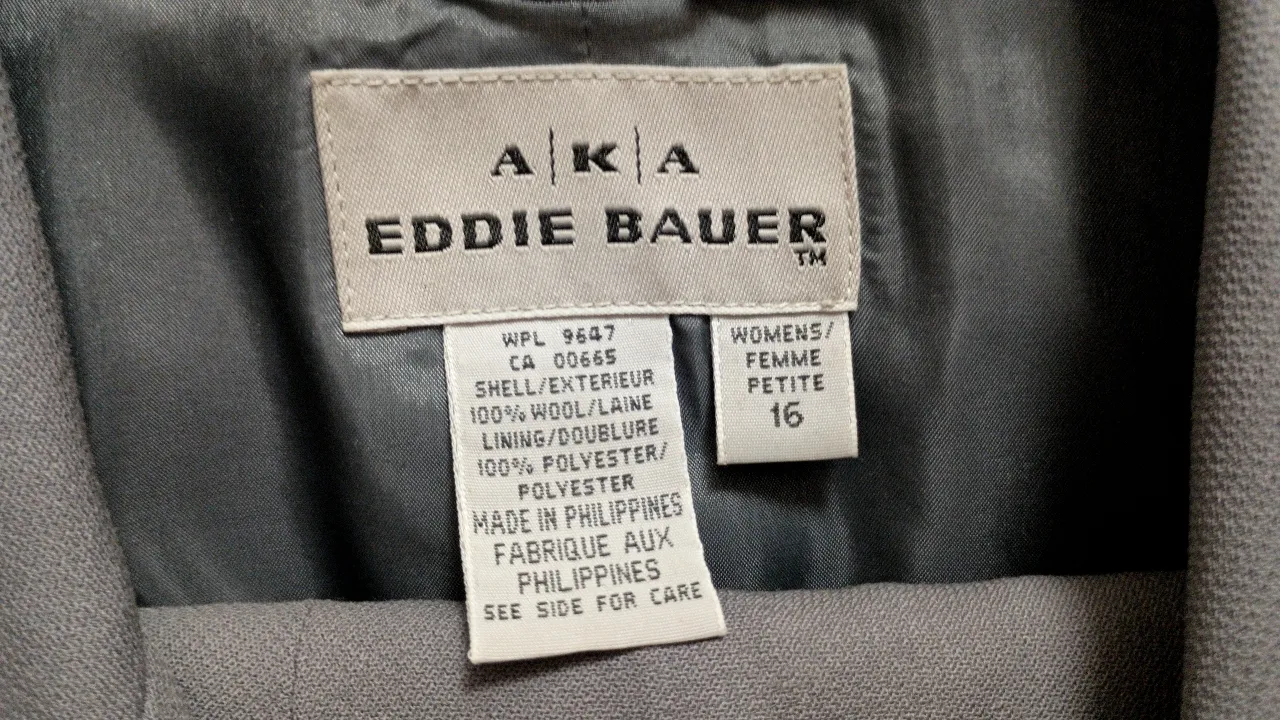 A|K|A
EDDIE BAUER
TM
WPL 9647
CA 00665
SHELL/EXTERIEUR
100% WOOL/LAINE
LINING/DOUBLURE
100% POLYESTER/
POLYESTER
MADE IN PHILIPPINES
FABRIQUE AUX
PHILIPPINES
SEE SIDE FOR CARE
WOMENS/
FEMME
PETITE
16